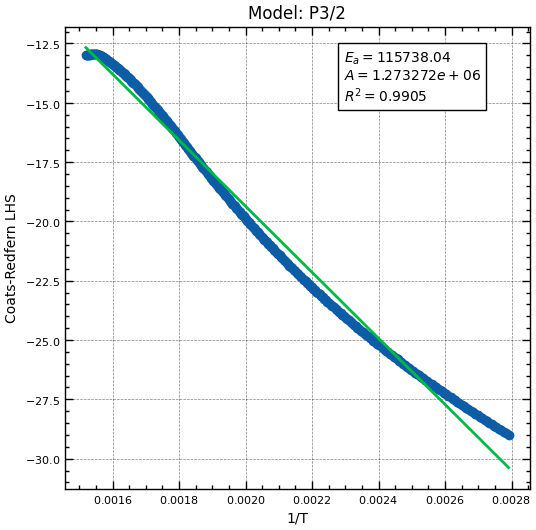 Model: P3/2
Coats-Redfern LHS
-12.5
-15.0
-17.5
-20.0
-22.5
-25.0
-27.5
-30.0
E_a = 115738.04
A = 1.273272e + 06
R² = 0.9905
0.0016 0.0018 0.0020 0.0022 0.0024 0.0026 0.0028
1/T